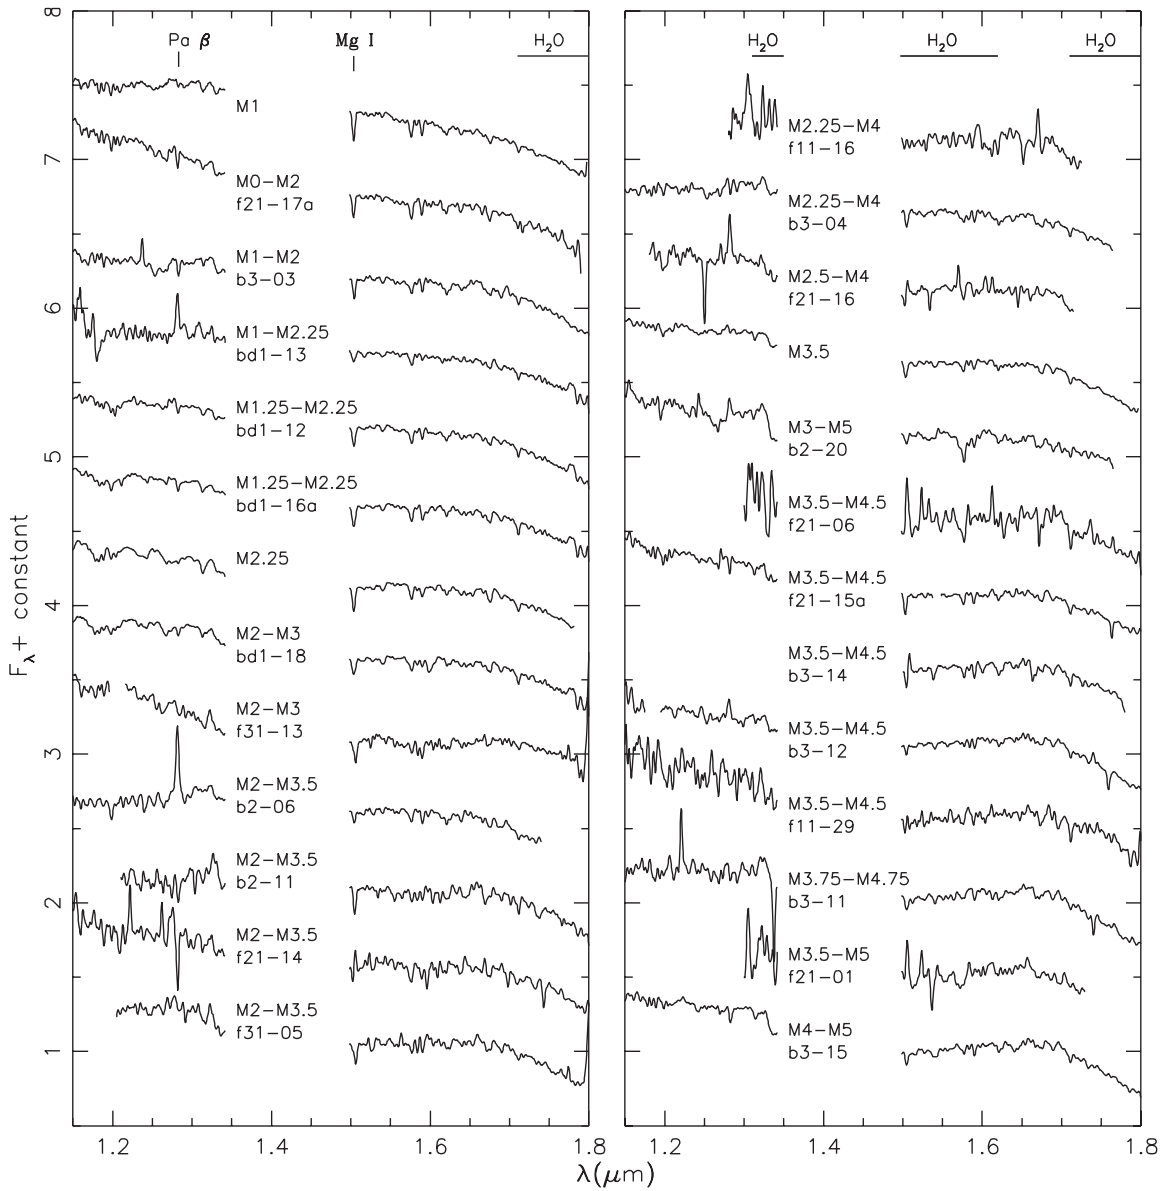 Pa β
Mg I
H2O
M1
M0−M2
f21−17a
M1−M2
b3−03
M1−M2.25
bd1−13
M1.25−M2.25
bd1−12
M1.25−M2.25
bd1−16a
M2.25
M2−M3
bd1−18
M2−M3
f31−13
M2−M3.5
b2−06
M2−M3.5
b2−11
M2−M3.5
f21−14
M2−M3.5
f31−05
H2O
H2O
H2O
M2.25−M4
f11−16
M2.25−M4
b3−04
M2.5−M4
f21−16
M3.5
M3−M5
b2−20
M3.5−M4.5
f21−06
M3.5−M4.5
f21−15a
M3.5−M4.5
b3−14
M3.5−M4.5
b3−12
M3.5−M4.5
f11−29
M3.75−M4.75
b3−11
M3.5−M5
f21−01
M4−M5
b3−15
8
7
6
5
4
3
2
1
Fλ+ constant
1.2 1.4 1.6 1.8 1.2 1.4 1.6 1.8
λ(μm)